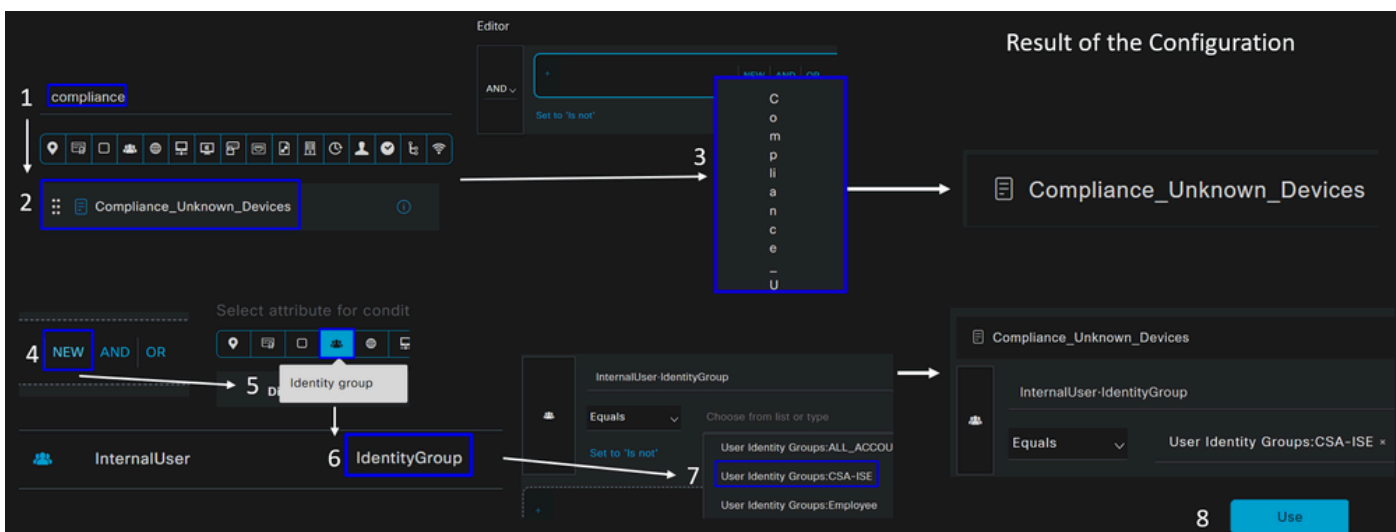 Editor
Result of the Configuration
1 compliance
AND
+
NEW AND OR
Set to 'Is not'
2 Compliance_Unknown_Devices
3
C
o
m
p
li
a
n
c
e
_
U
Compliance_Unknown_Devices
Select attribute for condit
4 NEW AND OR
5 Di
Identity group
InternalUser
6 IdentityGroup
InternalUser·IdentityGroup
Equals
Choose from list or type
Set to 'Is not'
User Identity Groups:ALL_ACCOU
7 User Identity Groups:CSA-ISE
User Identity Groups:Employee
+
Compliance_Unknown_Devices
InternalUser·IdentityGroup
Equals
User Identity Groups:CSA-ISE ×
8 Use